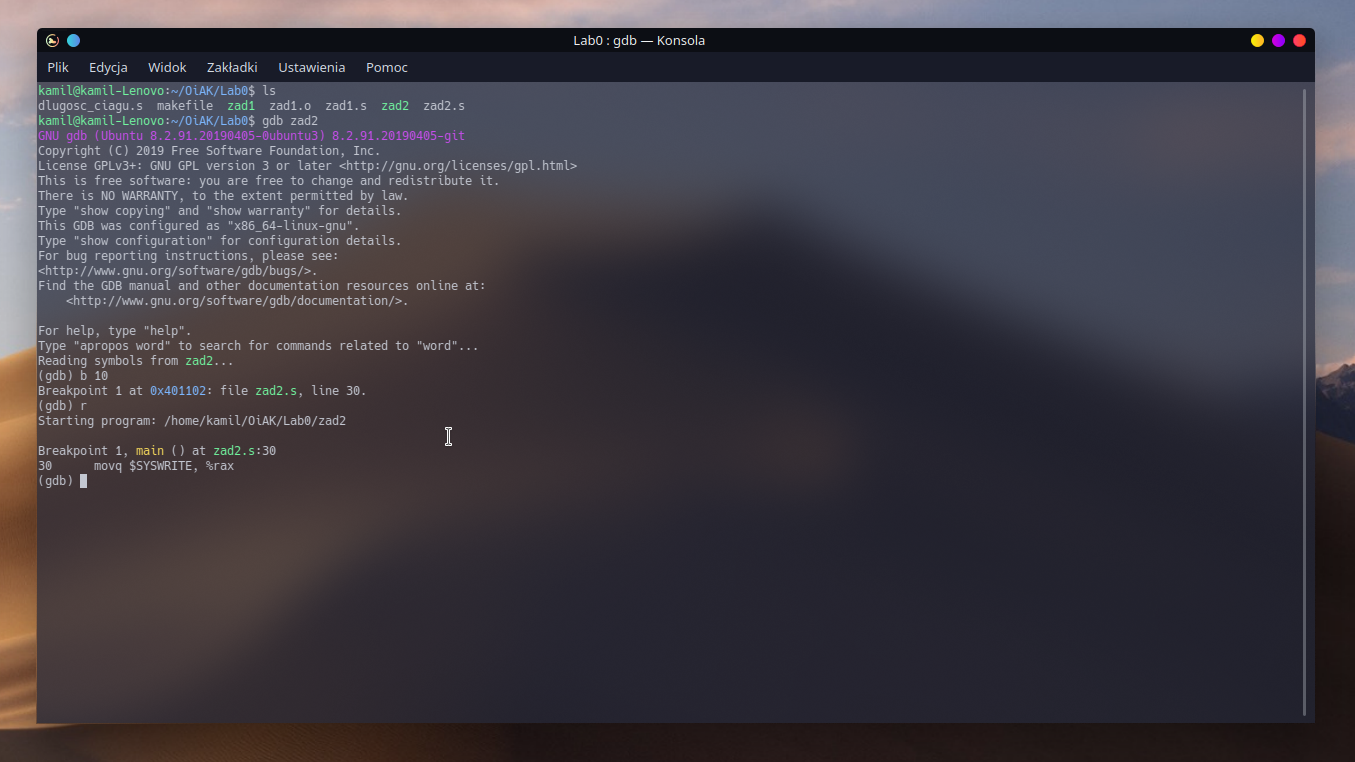 Lab0 : gdb — Konsola
Plik Edycja Widok Zakładki Ustawienia Pomoc
kamil@kamil-Lenovo:~/OiAK/Lab0$ ls
dlugosc_ciagu.s  makefile  zad1  zad1.o  zad1.s  zad2  zad2.s
kamil@kamil-Lenovo:~/OiAK/Lab0$ gdb zad2
GNU gdb (Ubuntu 8.2.91.20190405-0ubuntu3) 8.2.91.20190405-git
Copyright (C) 2019 Free Software Foundation, Inc.
License GPLv3+: GNU GPL version 3 or later <http://gnu.org/licenses/gpl.html>
This is free software: you are free to change and redistribute it.
There is NO WARRANTY, to the extent permitted by law.
Type "show copying" and "show warranty" for details.
This GDB was configured as "x86_64-linux-gnu".
Type "show configuration" for configuration details.
For bug reporting instructions, please see:
<http://www.gnu.org/software/gdb/bugs/>.
Find the GDB manual and other documentation resources online at:
    <http://www.gnu.org/software/gdb/documentation/>.
For help, type "help".
Type "apropos word" to search for commands related to "word"...
Reading symbols from zad2...
(gdb) b 10
Breakpoint 1 at 0x401102: file zad2.s, line 30.
(gdb) r
Starting program: /home/kamil/OiAK/Lab0/zad2
Breakpoint 1, main () at zad2.s:30
30      movq $SYSWRITE, %rax
(gdb)